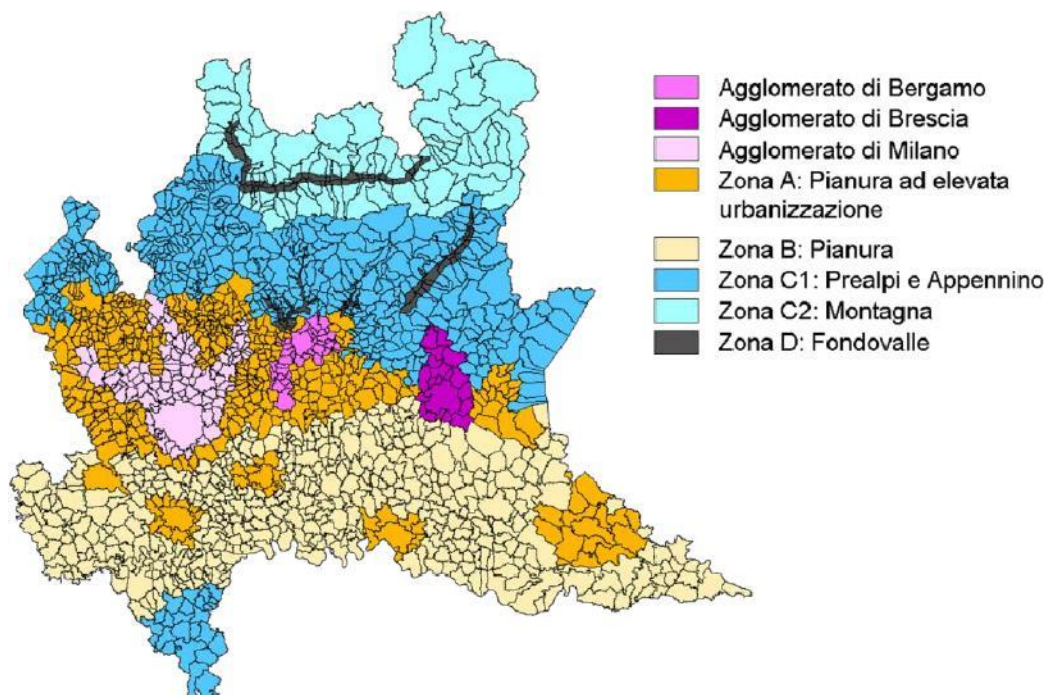 Agglomerato di Bergamo
Agglomerato di Brescia
Agglomerato di Milano
Zona A: Pianura ad elevata
urbanizzazione
Zona B: Pianura
Zona C1: Prealpi e Appennino
Zona C2: Montagna
Zona D: Fondovalle